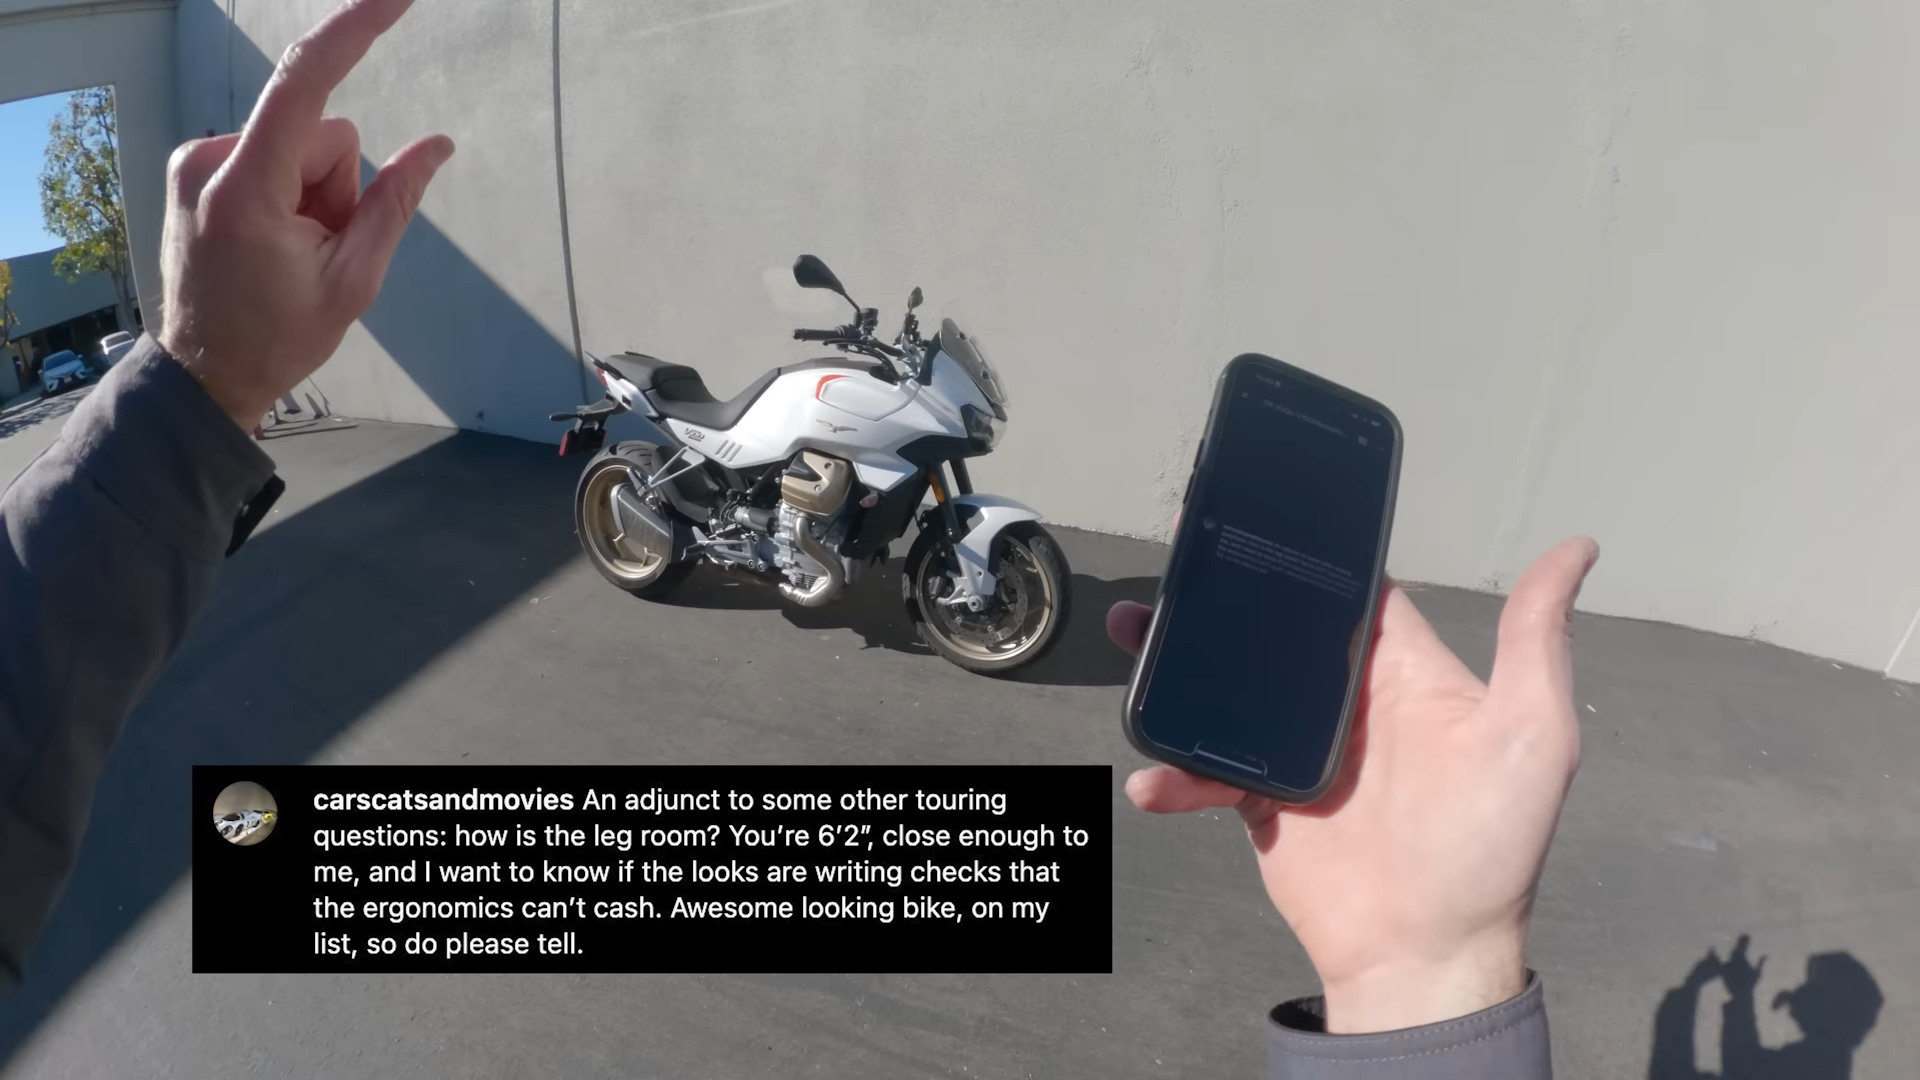 V100
carscatsandmovies An adjunct to some other touring
questions: how is the leg room? You’re 6’2”, close enough to
me, and I want to know if the looks are writing checks that
the ergonomics can’t cash. Awesome looking bike, on my
list, so do please tell.